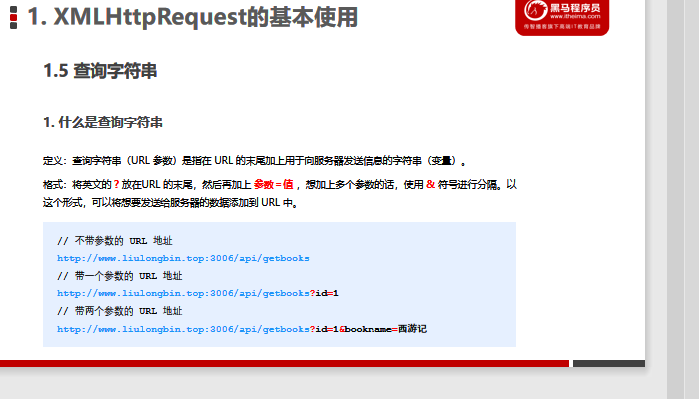 1. XMLHttpRequest的基本使用
黑马程序员
www.itheima.com
传智播客旗下高端IT教育品牌
1.5 查询字符串
1. 什么是查询字符串
定义：查询字符串（URL 参数）是指在 URL 的末尾加上用于向服务器发送信息的字符串（变量）。
格式：将英文的 ? 放在URL 的末尾，然后再加上 参数＝值 ，想加上多个参数的话，使用 & 符号进行分隔。以
这个形式，可以将想要发送给服务器的数据添加到 URL 中。
// 不带参数的 URL 地址
http://www.liulongbin.top:3006/api/getbooks
// 带一个参数的 URL 地址
http://www.liulongbin.top:3006/api/getbooks?id=1
// 带两个参数的 URL 地址
http://www.liulongbin.top:3006/api/getbooks?id=1&bookname=西游记